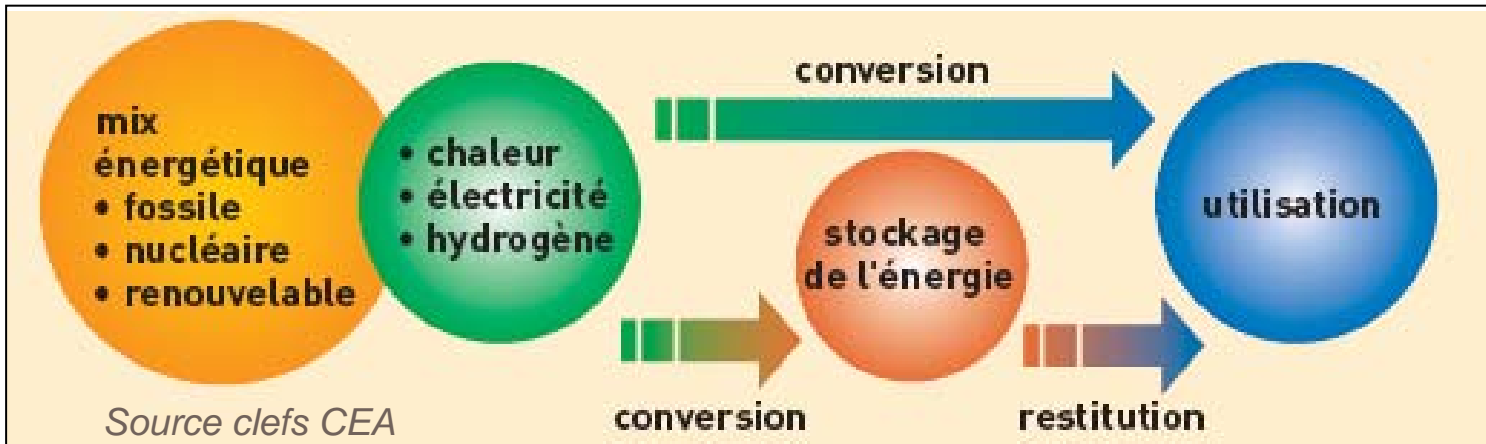 mix
énergétique
• fossile
• nucléaire
• renouvelable
• chaleur
• électricité
• hydrogène
conversion
stockage
de l'énergie
utilisation
conversion
restitution
Source clefs CEA